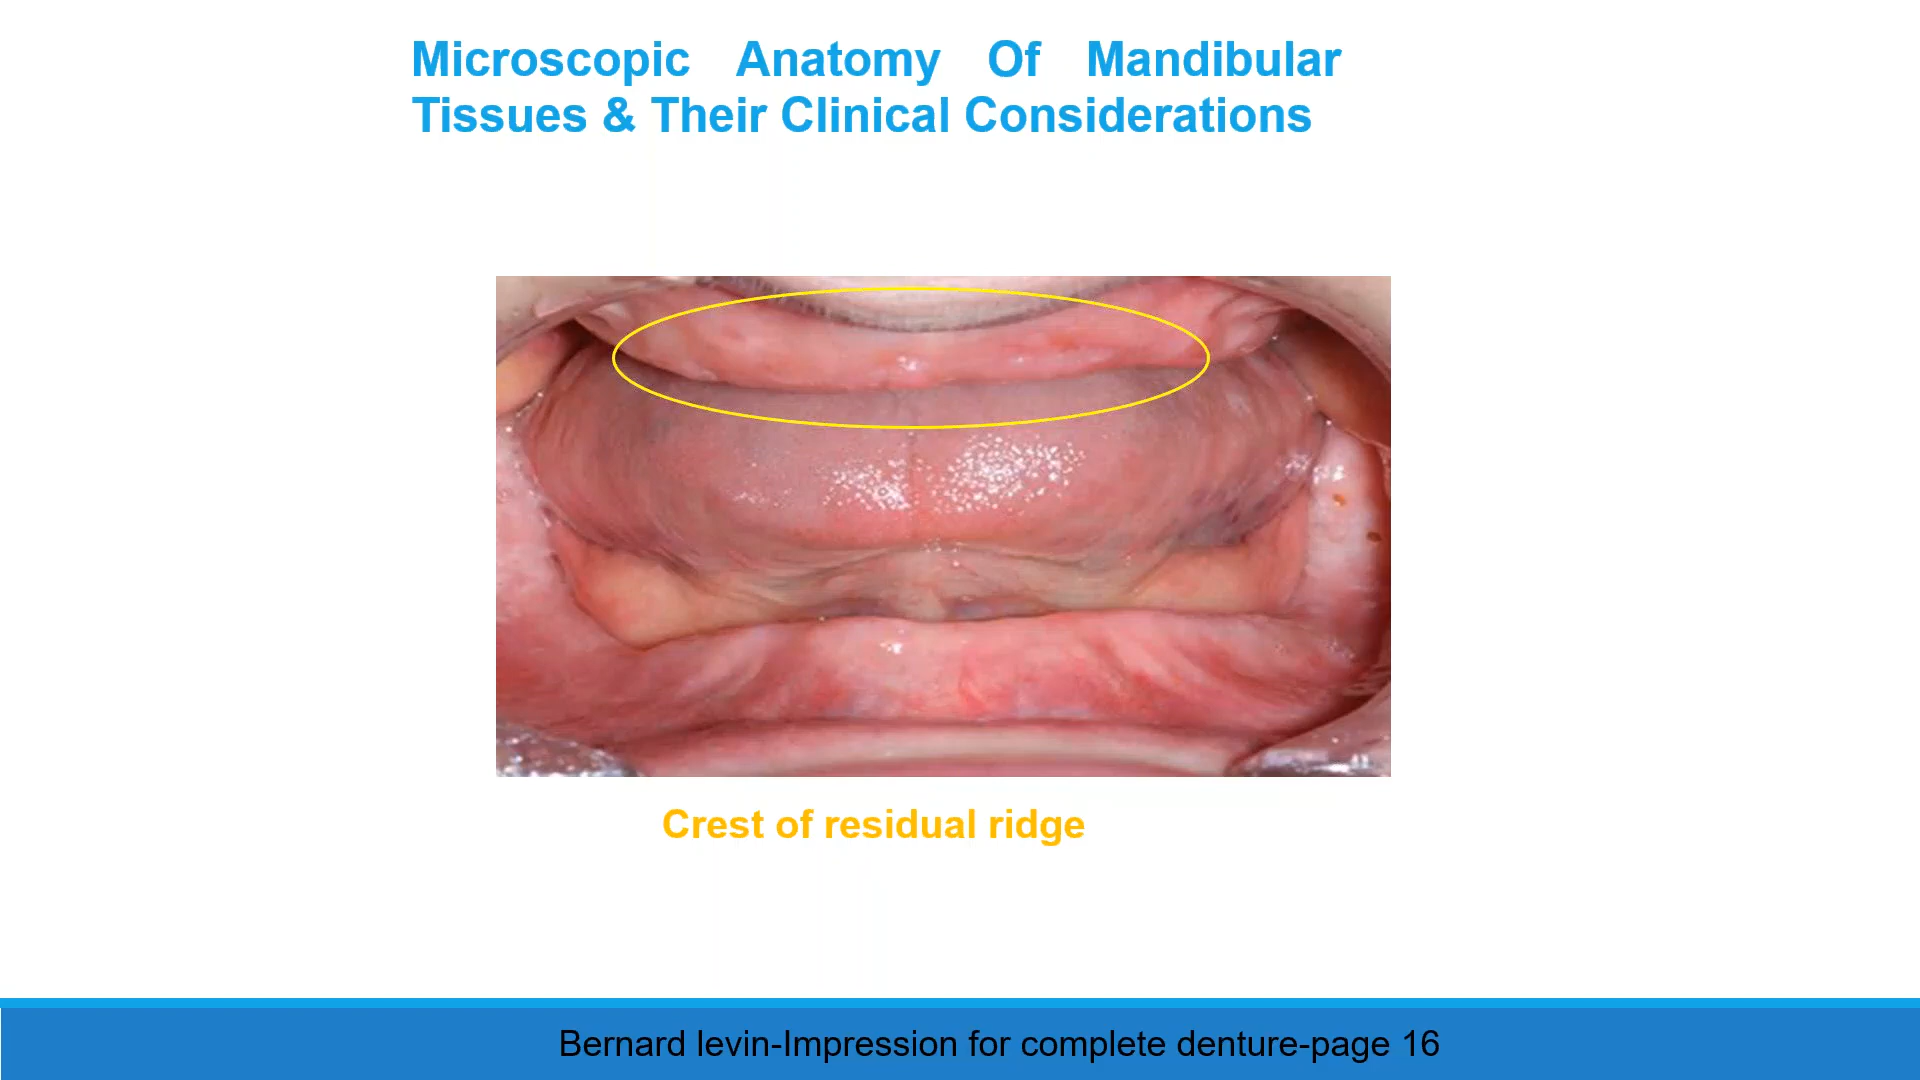 Microscopic Anatomy Of Mandibular
Tissues & Their Clinical Considerations
Crest of residual ridge
Bernard levin-Impression for complete denture-page 16